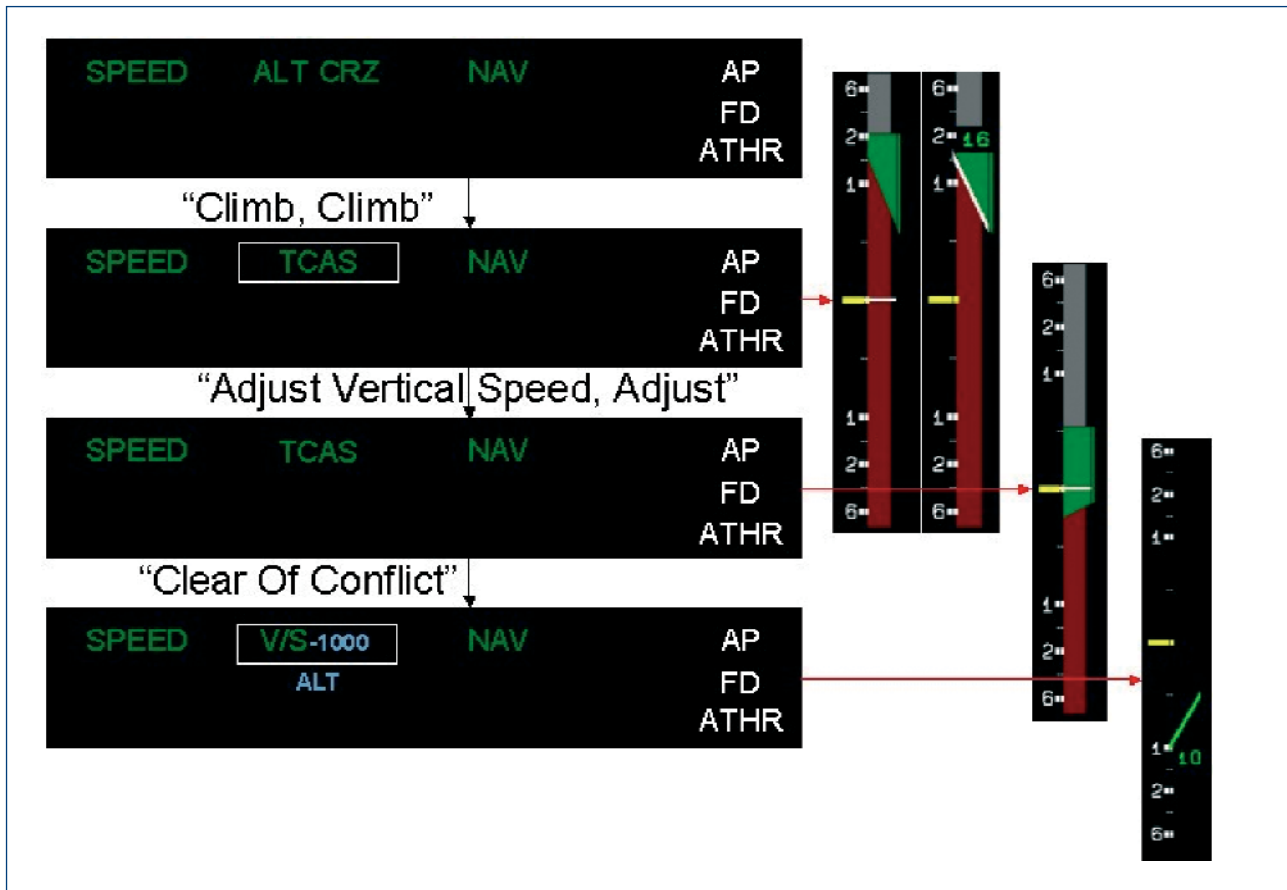 SPEED ALT CRZ NAV AP
FD
ATHR
“Climb, Climb”
SPEED TCAS NAV AP
FD
ATHR
“Adjust Vertical Speed, Adjust”
SPEED TCAS NAV AP
FD
ATHR
“Clear Of Conflict”
SPEED V/S-1000 NAV AP
ALT FD
ATHR
6
2
1
1
2
6
6
2 16
1
1
2
6
6
2
1
1
2
6
6
2
1
1 10
2
6